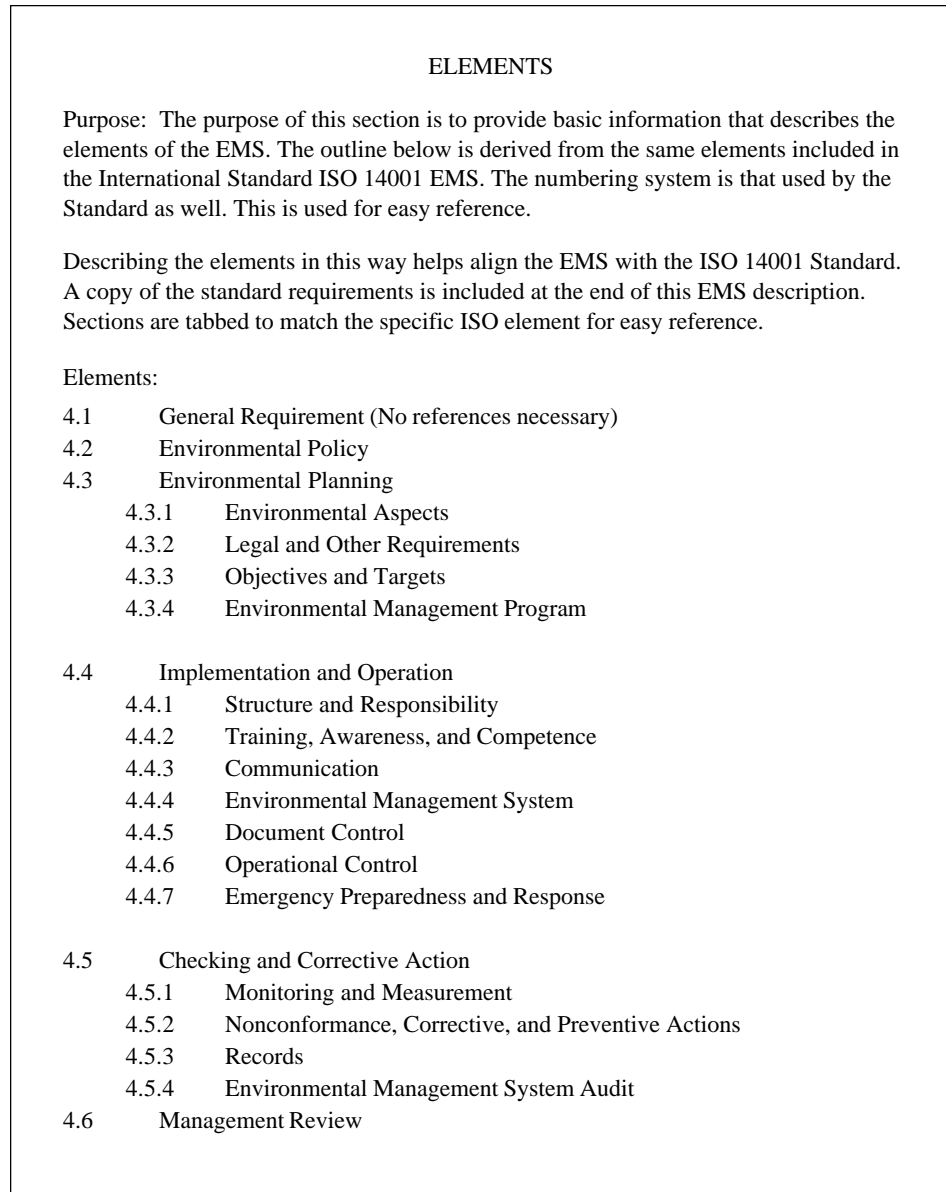 ELEMENTS
Purpose: The purpose of this section is to provide basic information that describes the
elements of the EMS. The outline below is derived from the same elements included in
the International Standard ISO 14001 EMS. The numbering system is that used by the
Standard as well. This is used for easy reference.
Describing the elements in this way helps align the EMS with the ISO 14001 Standard.
A copy of the standard requirements is included at the end of this EMS description.
Sections are tabbed to match the specific ISO element for easy reference.
Elements:
4.1 General Requirement (No references necessary)
4.2 Environmental Policy
4.3 Environmental Planning
4.3.1 Environmental Aspects
4.3.2 Legal and Other Requirements
4.3.3 Objectives and Targets
4.3.4 Environmental Management Program
4.4 Implementation and Operation
4.4.1 Structure and Responsibility
4.4.2 Training, Awareness, and Competence
4.4.3 Communication
4.4.4 Environmental Management System
4.4.5 Document Control
4.4.6 Operational Control
4.4.7 Emergency Preparedness and Response
4.5 Checking and Corrective Action
4.5.1 Monitoring and Measurement
4.5.2 Nonconformance, Corrective, and Preventive Actions
4.5.3 Records
4.5.4 Environmental Management System Audit
4.6 Management Review